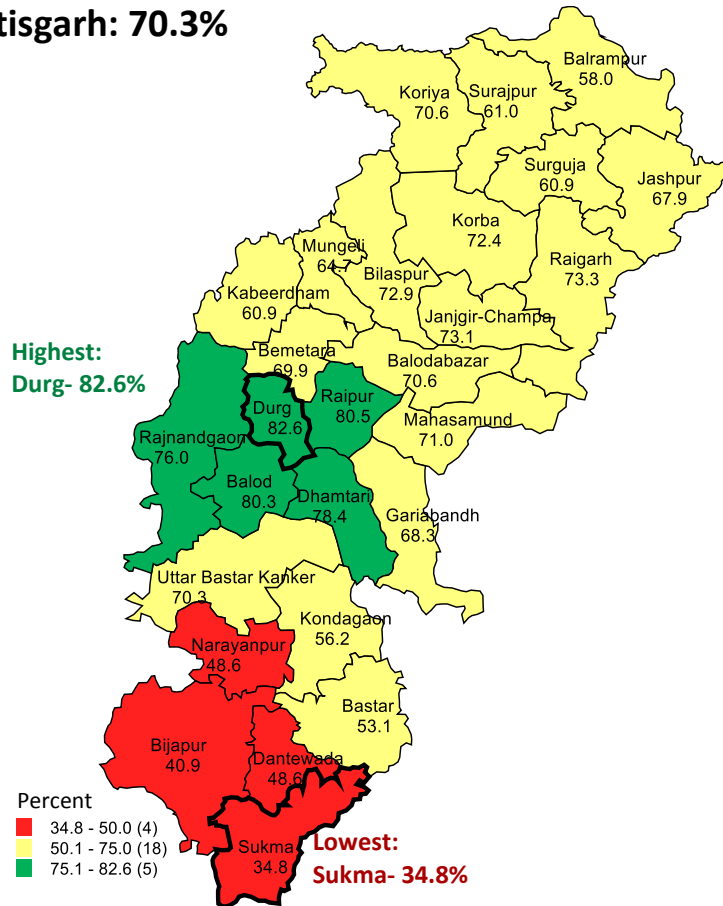 tisgarh: 70.3%
Balrampur
58.0
Koriya
70.6
Surajpur
61.0
Surguja
60.9
Jashpur
67.9
Korba
72.4
Mungeli
64.7
Bilaspur
72.9
Raigarh
73.3
Kabeerdham
60.9
Janjgir-Champa
73.1
Highest:
Durg- 82.6%
Bemetara
69.9
Balodabazar
70.6
Durg
82.6
Raipur
80.5
Mahasamund
71.0
Rajnandgaon
76.0
Balod
80.3
Dhamtari
78.4
Gariabandh
68.3
Uttar Bastar Kanker
70.3
Kondagaon
56.2
Narayanpur
48.6
Bastar
53.1
Bijapur
40.9
Dantewada
48.6
Percent
34.8 - 50.0 (4)
50.1 - 75.0 (18)
75.1 - 82.6 (5)
Sukma
34.8
Lowest:
Sukma- 34.8%